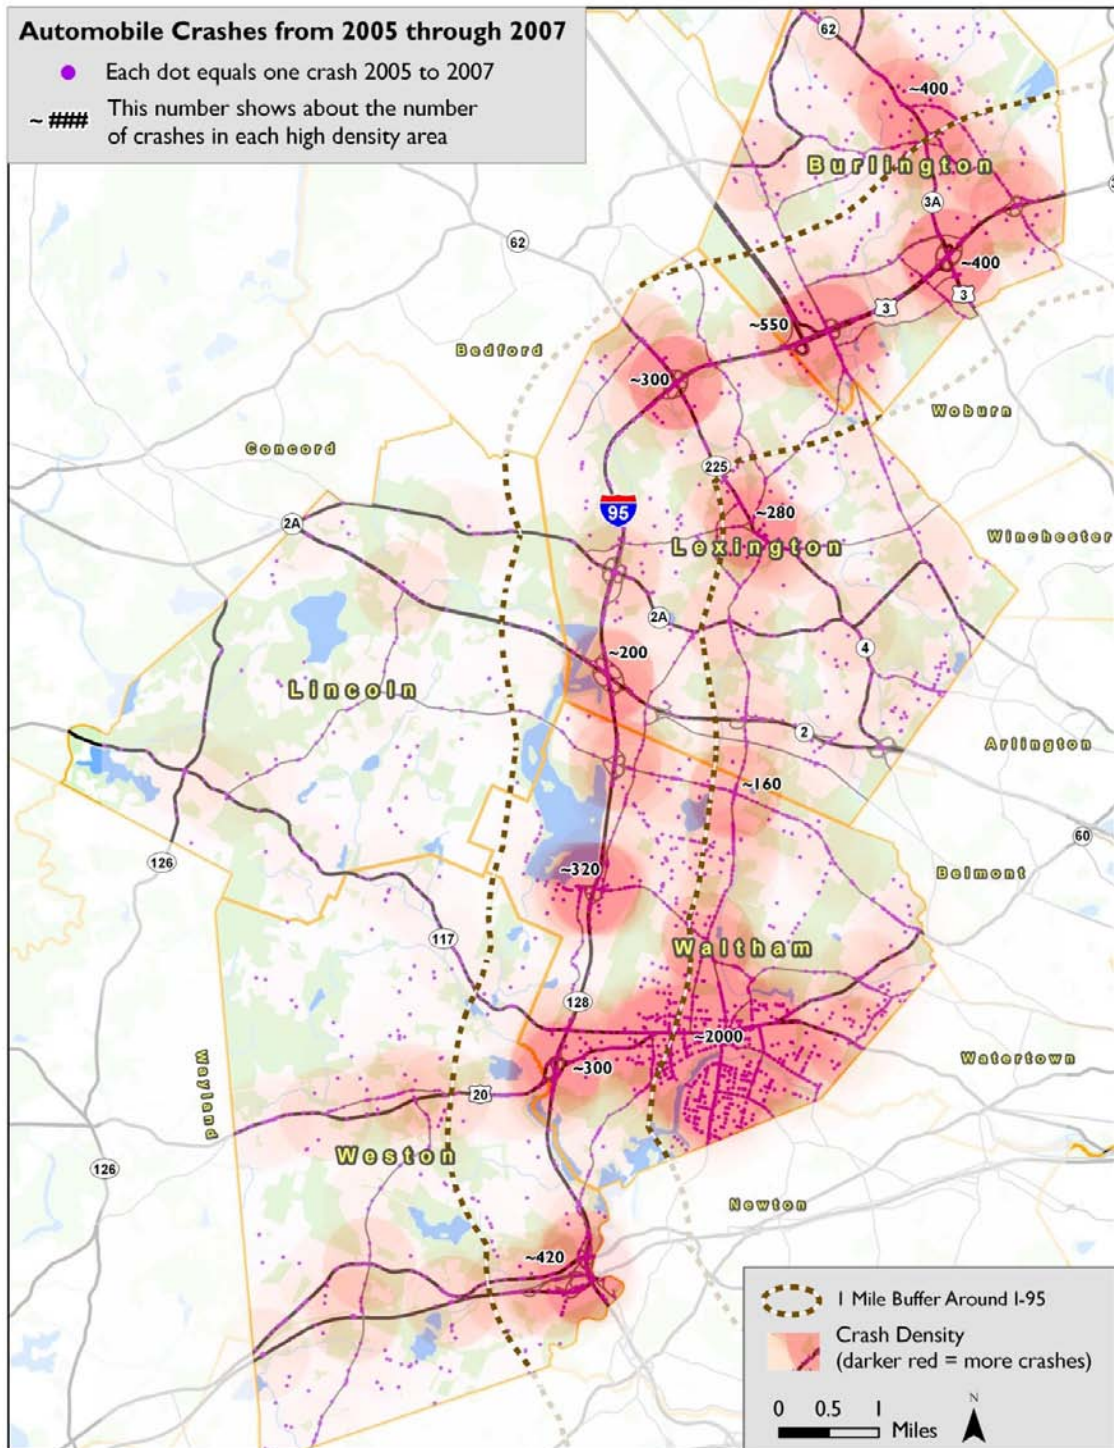 Automobile Crashes from 2005 through 2007
Each dot equals one crash 2005 to 2007
~ ### This number shows about the number
of crashes in each high density area
62
~400
Burlington
3A
62
~400
3
3
~550
Bedford
~300
Woburn
Concord
225
95
~280
2A
Lexington
Winchester
2A
4
~200
Lincoln
2
Arlington
~160
60
126
~320
Belmont
117
Waltham
128
~2000
Watertown
~300
20
Wayland
Weston
126
Newton
~420
1 Mile Buffer Around I-95
Crash Density
(darker red = more crashes)
0 0.5 1
Miles
N